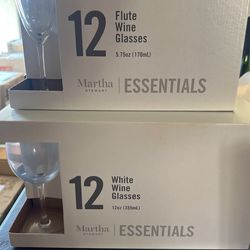 12
Flute
Wine
Glasses
5.75oz (170mL)
Martha
STEWART
ESSENTIALS
12
White
Wine
Glasses
12oz (355mL)
Martha
STEWART
ESSENTIALS